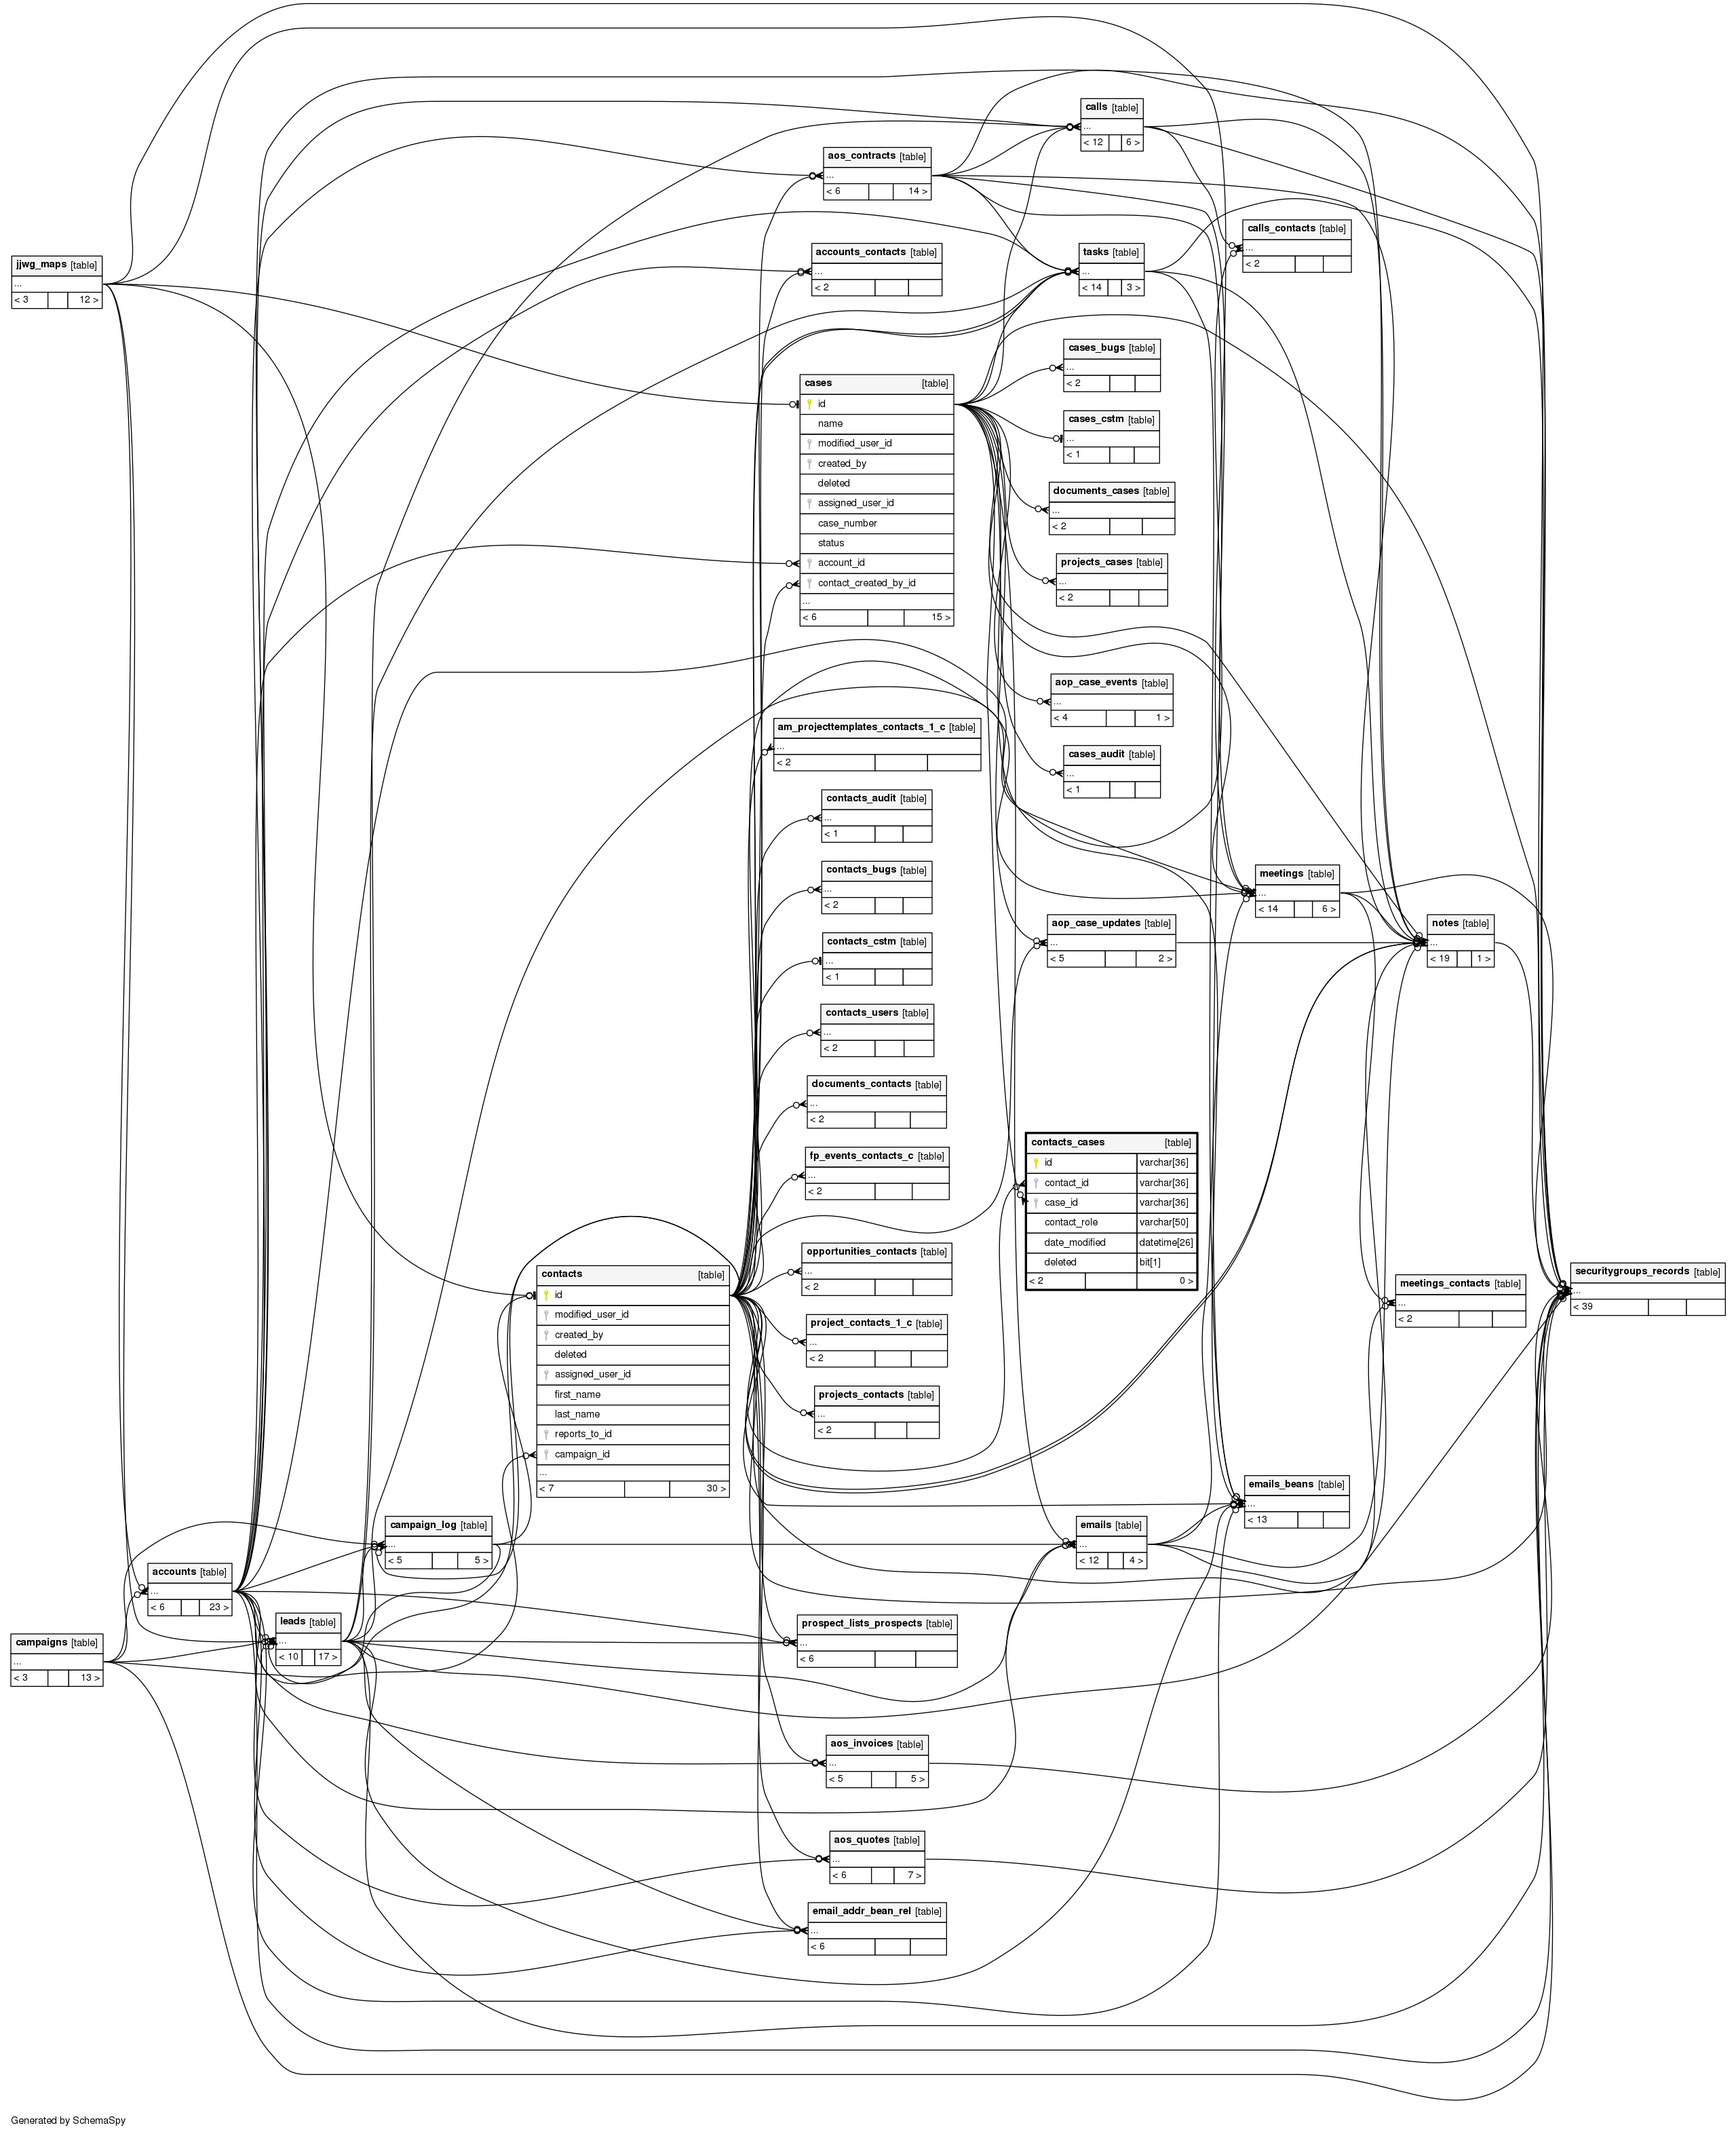 calls [table]
...
< 12 6 >
aos_contracts [table]
...
< 6 14 >
calls_contacts [table]
...
< 2
jjwg_maps [table]
...
< 3 12 >
accounts_contacts [table]
...
< 2
tasks [table]
...
< 14 3 >
cases_bugs [table]
...
< 2
cases [table]
id
name
modified_user_id
created_by
deleted
assigned_user_id
case_number
status
account_id
contact_created_by_id
...
< 6 15 >
cases_cstm [table]
...
< 1
documents_cases [table]
...
< 2
projects_cases [table]
...
< 2
aop_case_events [table]
...
< 4 1 >
am_projecttemplates_contacts_1_c [table]
...
< 2
cases_audit [table]
...
< 1
contacts_audit [table]
...
< 1
contacts_bugs [table]
...
< 2
meetings [table]
...
< 14 6 >
aop_case_updates [table]
...
< 5 2 >
notes [table]
...
< 19 1 >
contacts_cstm [table]
...
< 1
contacts_users [table]
...
< 2
documents_contacts [table]
...
< 2
contacts_cases [table]
id varchar[36]
contact_id varchar[36]
case_id varchar[36]
contact_role varchar[50]
date_modified datetime[26]
deleted bit[1]
< 2 0 >
fp_events_contacts_c [table]
...
< 2
opportunities_contacts [table]
...
< 2
contacts [table]
id
modified_user_id
created_by
deleted
assigned_user_id
first_name
last_name
reports_to_id
campaign_id
...
< 7 30 >
securitygroups_records [table]
...
< 39
meetings_contacts [table]
...
< 2
project_contacts_1_c [table]
...
< 2
projects_contacts [table]
...
< 2
emails_beans [table]
...
< 13
campaign_log [table]
...
< 5 5 >
emails [table]
...
< 12 4 >
accounts [table]
...
< 6 23 >
leads [table]
...
< 10 17 >
prospect_lists_prospects [table]
...
< 6
campaigns [table]
...
< 3 13 >
aos_invoices [table]
...
< 5 5 >
aos_quotes [table]
...
< 6 7 >
email_addr_bean_rel [table]
...
< 6
Generated by SchemaSpy